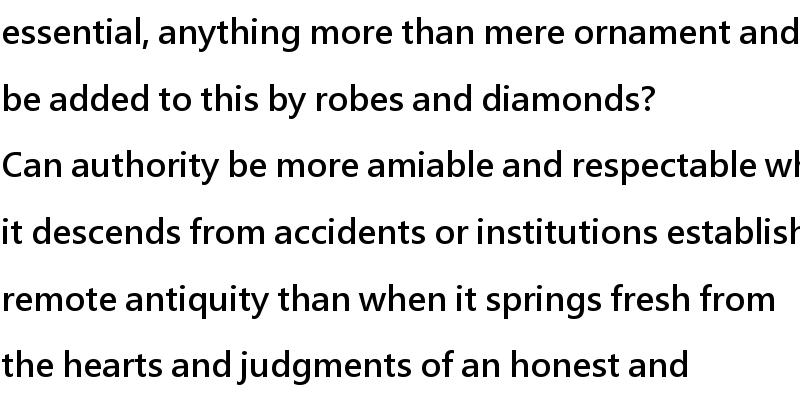 essential, anything more than mere ornament and
be added to this by robes and diamonds?
Can authority be more amiable and respectable wh
it descends from accidents or institutions establish
remote antiquity than when it springs fresh from
the hearts and judgments of an honest and